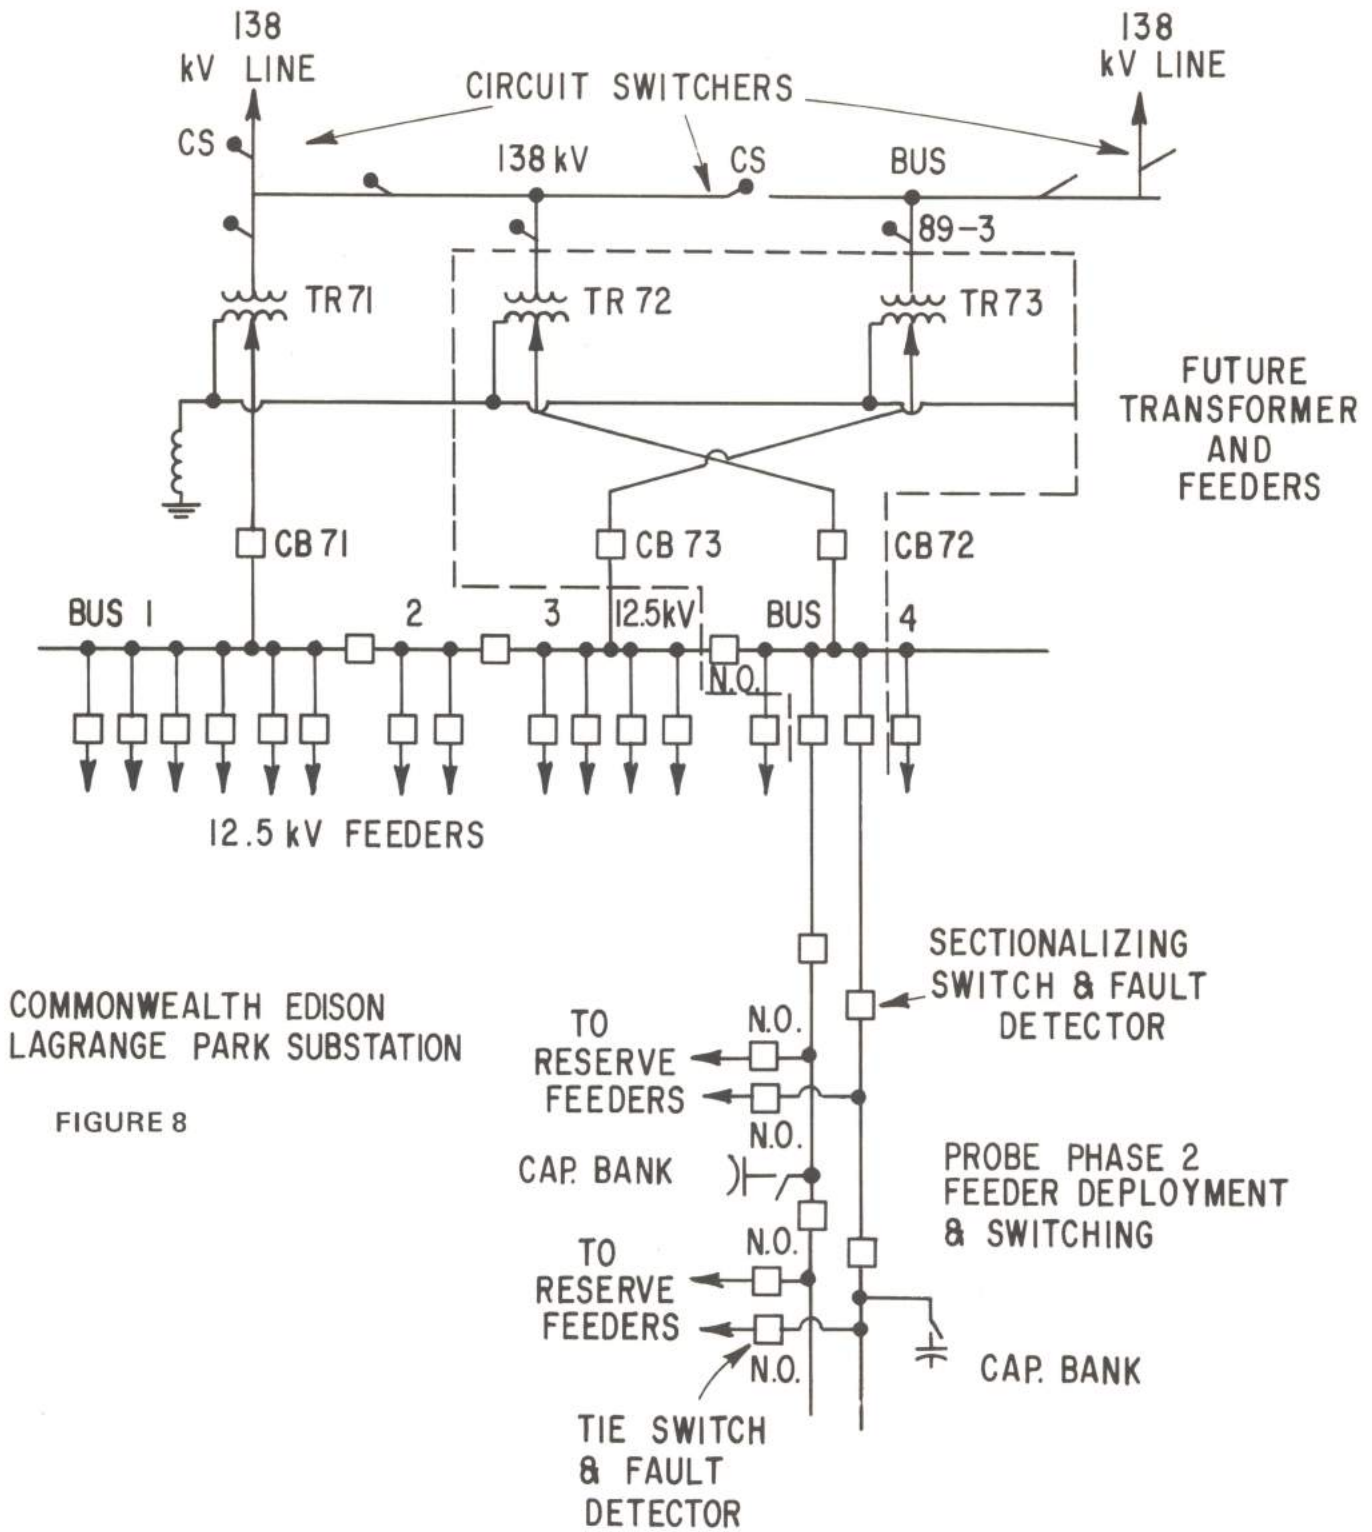 138
kV LINE
138
kV LINE
CIRCUIT SWITCHERS
CS
138 kV
CS
BUS
89-3
TR 71
TR 72
TR 73
FUTURE
TRANSFORMER
AND
FEEDERS
CB 71
CB 73
CB 72
BUS 1
2
3
12.5 kV
BUS
4
N.O.
12.5 kV FEEDERS
SECTIONALIZING
SWITCH & FAULT
DETECTOR
COMMONWEALTH EDISON
LAGRANGE PARK SUBSTATION
FIGURE 8
TO
RESERVE
FEEDERS
N.O.
N.O.
CAP. BANK
PROBE PHASE 2
FEEDER DEPLOYMENT
& SWITCHING
TO
RESERVE
FEEDERS
N.O.
N.O.
CAP. BANK
TIE SWITCH
& FAULT
DETECTOR